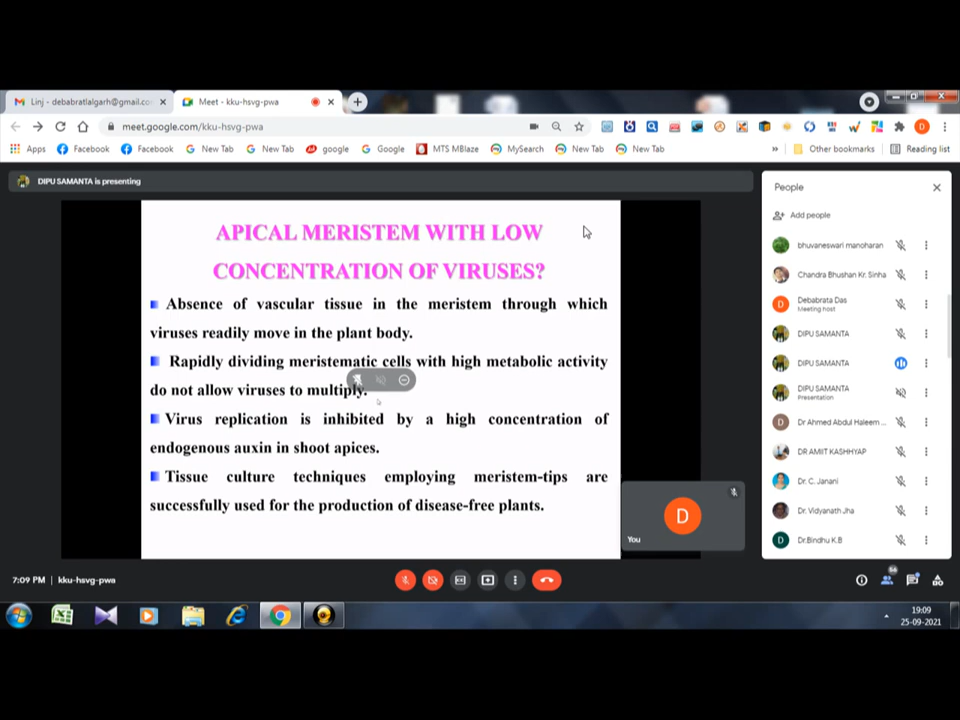 Linj - debabratlalgarh@gmail.co
Meet - kku-hsvg-pwa
meet.google.com/kku-hsvg-pwa
Apps Facebook Facebook New Tab New Tab google Google MTS MBlaze MySearch New Tab New Tab » Other bookmarks Reading list
DIPU SAMANTA is presenting
APICAL MERISTEM WITH LOW
CONCENTRATION OF VIRUSES?
Absence of vascular tissue in the meristem through which
viruses readily move in the plant body.
Rapidly dividing meristematic cells with high metabolic activity
do not allow viruses to multiply.
Virus replication is inhibited by a high concentration of
endogenous auxin in shoot apices.
Tissue culture techniques employing meristem-tips are
successfully used for the production of disease-free plants.
D
You
People
Add people
bhuvaneswari manoharan
Chandra Bhushan Kr. Sinha
D
Debabrata Das
Meeting host
DIPU SAMANTA
DIPU SAMANTA
DIPU SAMANTA
Presentation
D
Dr Ahmed Abdul Haleem ...
DR AMIT KASHHYAP
Dr. C. Janani
Dr. Vidyanath Jha
D
Dr.Bindhu K.B
7:09 PM | kku-hsvg-pwa
19:09
25-09-2021